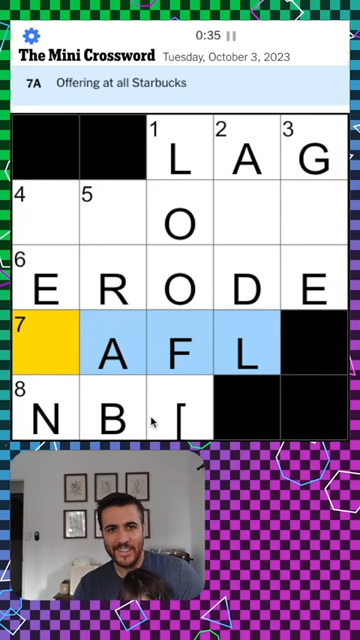 0:35
The Mini Crossword Tuesday, October 3, 2023
7A Offering at all Starbucks
1 2 3
L A G
4 5
O
6
E R O D E
7
A F L
8
N B [